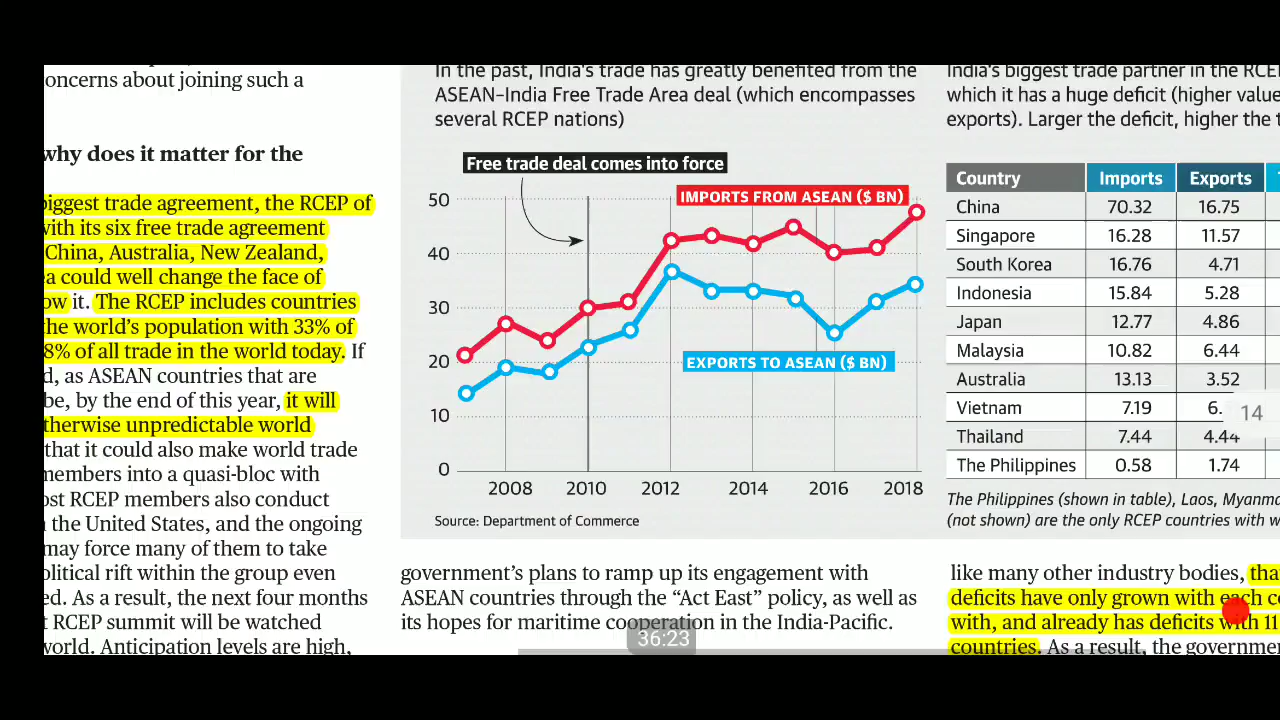 oncerns about joining such a
why does it matter for the
biggest trade agreement, the RCEP of
with its six free trade agreement
China, Australia, New Zealand,
ea could well change the face of
ow it. The RCEP includes countries
the world's population with 33% of
8% of all trade in the world today. If
d, as ASEAN countries that are
be, by the end of this year, it will
therwise unpredictable world
that it could also make world trade
members into a quasi-bloc with
ost RCEP members also conduct
the United States, and the ongoing
may force many of them to take
olitical rift within the group even
ed. As a result, the next four months
t RCEP summit will be watched
world. Anticipation levels are high,
In the past, India's trade has greatly benefited from the
ASEAN–India Free Trade Area deal (which encompasses
several RCEP nations)
Free trade deal comes into force
IMPORTS FROM ASEAN ($ BN)
50
40
30
20
10
0
EXPORTS TO ASEAN ($ BN)
2008 2010 2012 2014 2016 2018
Source: Department of Commerce
government's plans to ramp up its engagement with
ASEAN countries through the "Act East" policy, as well as
its hopes for maritime cooperation in the India-Pacific.
36:23
India's biggest trade partner in the RCE
which it has a huge deficit (higher value
exports). Larger the deficit, higher the t
Country Imports Exports
China 70.32 16.75
Singapore 16.28 11.57
South Korea 16.76 4.71
Indonesia 15.84 5.28
Japan 12.77 4.86
Malaysia 10.82 6.44
Australia 13.13 3.52
Vietnam 7.19 6.
14
Thailand 7.44 4.44
The Philippines 0.58 1.74
The Philippines (shown in table), Laos, Myanma
(not shown) are the only RCEP countries with w
like many other industry bodies, tha
deficits have only grown with each co
with, and already has deficits with 11
countries. As a result, the governmen